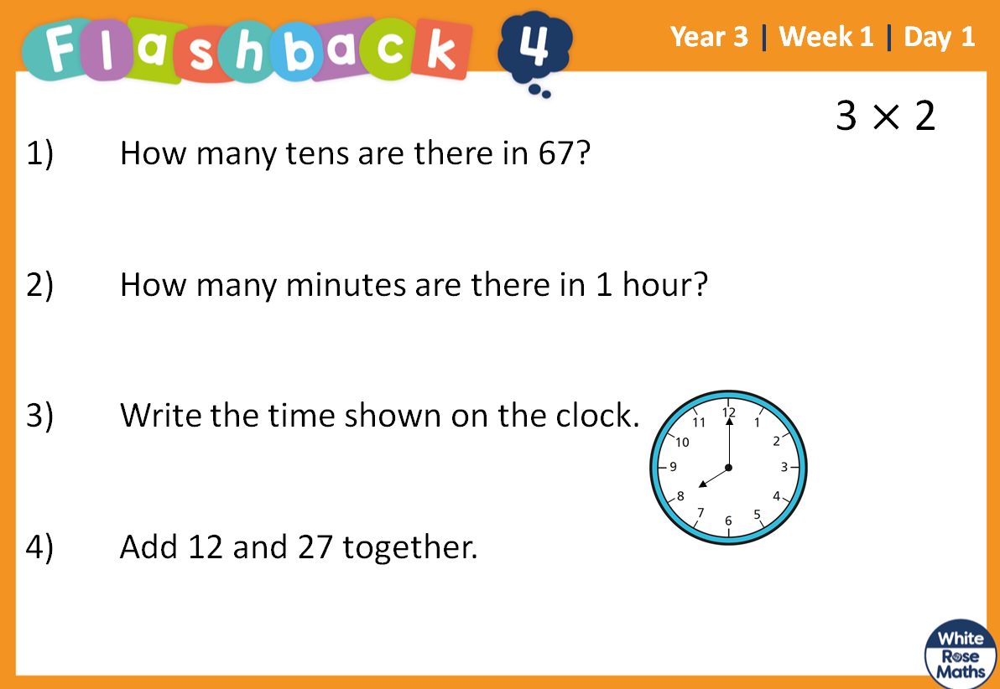 Flashback 4
Year 3 | Week 1 | Day 1
3 × 2
1) How many tens are there in 67?
2) How many minutes are there in 1 hour?
3) Write the time shown on the clock.
12
1
2
3
4
5
6
7
8
9
10
11
4) Add 12 and 27 together.
White
Rose
Maths